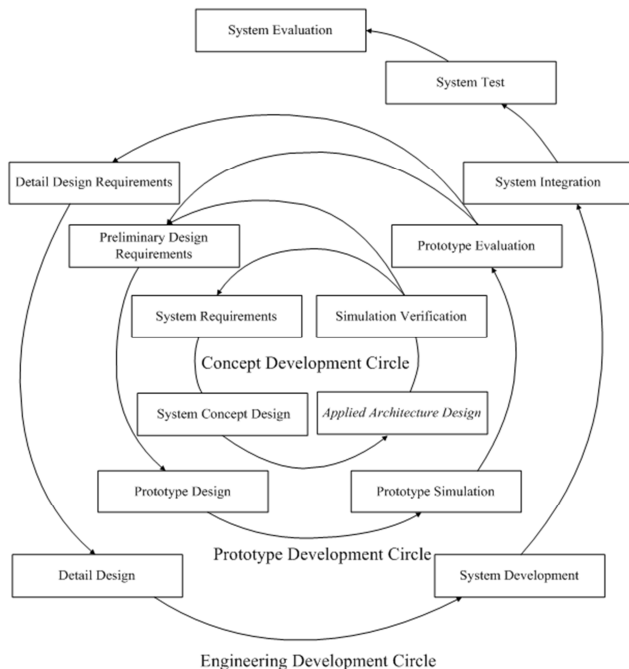 System Evaluation
System Test
Detail Design Requirements
System Integration
Preliminary Design
Requirements
Prototype Evaluation
System Requirements
Simulation Verification
Concept Development Circle
System Concept Design
Applied Architecture Design
Prototype Design
Prototype Simulation
Prototype Development Circle
Detail Design
System Development
Engineering Development Circle